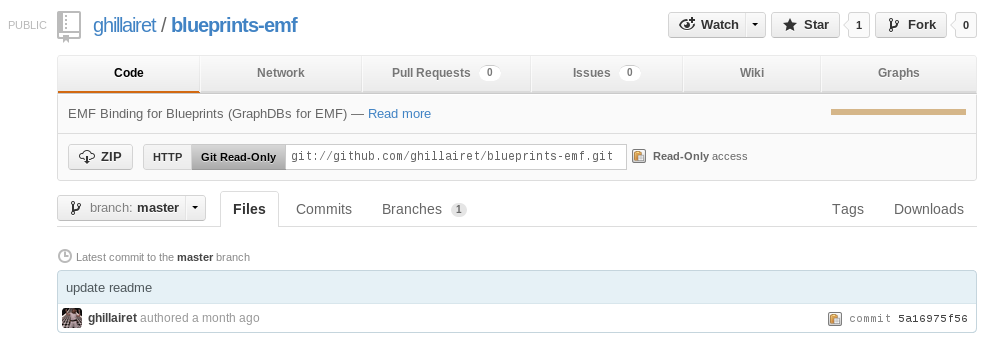 PUBLIC ghillairet / blueprints-emf Watch Star 1 Fork 0
Code Network Pull Requests 0 Issues 0 Wiki Graphs
EMF Binding for Blueprints (GraphDBs for EMF) — Read more
ZIP HTTP Git Read-Only git://github.com/ghillairet/blueprints-emf.git Read-Only access
branch: master Files Commits Branches 1 Tags Downloads
Latest commit to the master branch
update readme
ghillairet authored a month ago commit 5a16975f56